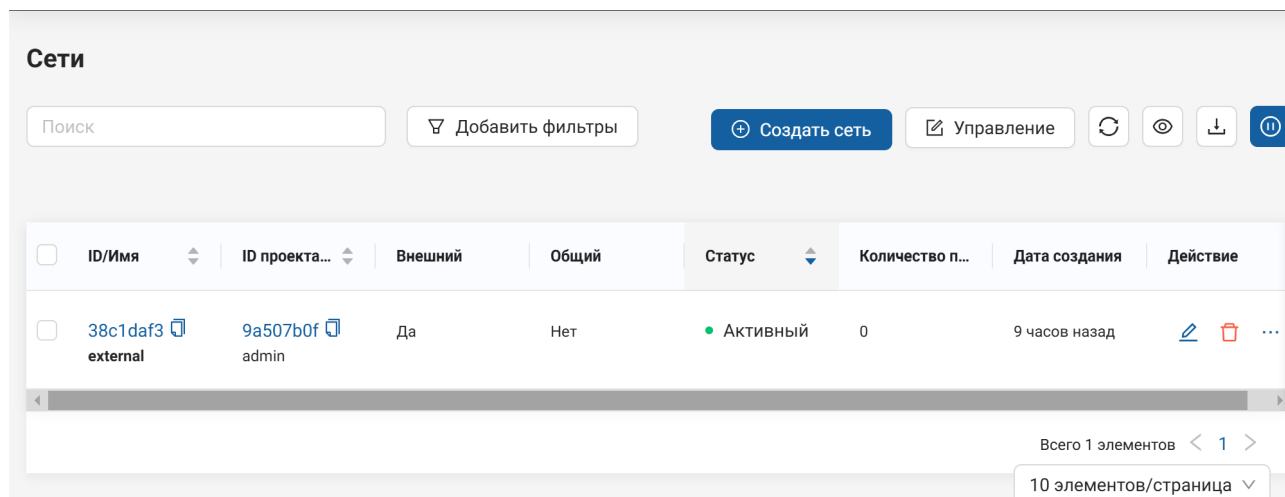 Сети
Поиск
Добавить фильтры
Создать сеть
Управление
ID/Имя ID проекта... Внешний Общий Статус Количество п... Дата создания Действие
38c1daf3 9a507b0f Да Нет Активный 0 9 часов назад
external admin
Всего 1 элементов 1
10 элементов/страница